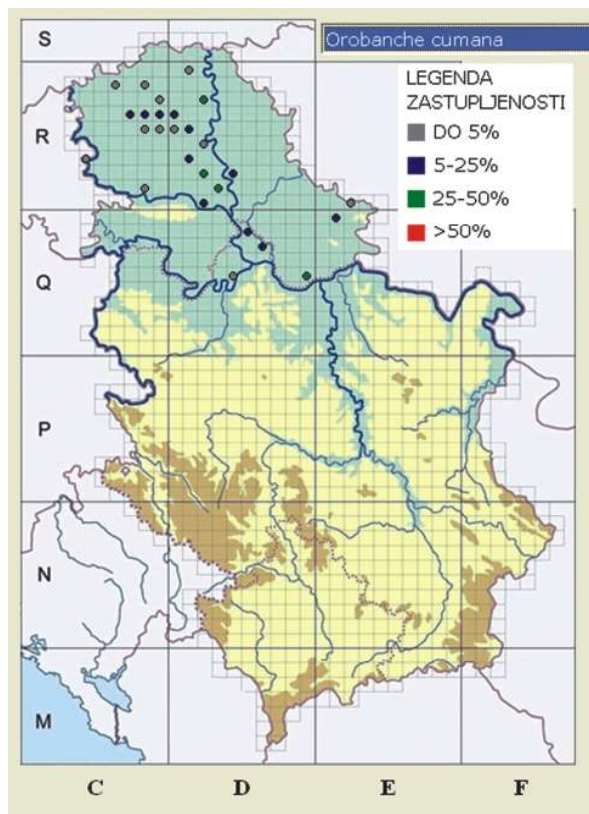 Orobanche cumana
LEGENDA
ZASTUPLJENOSTI
DO 5%
5-25%
25-50%
>50%
S
R
Q
P
N
M
C D E F